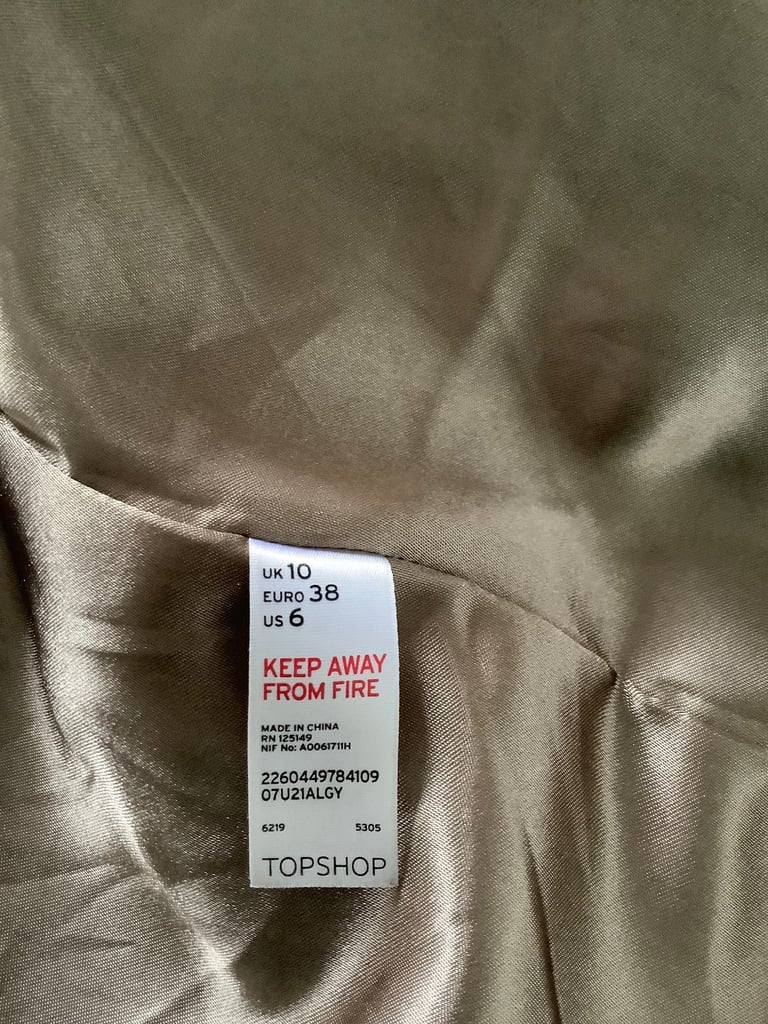 UK 10
EURO 38
US 6
KEEP AWAY
FROM FIRE
MADE IN CHINA
RN 125149
NIF No: A0061711H
2260449784109
07U21ALGY
6219 5305
TOPSHOP